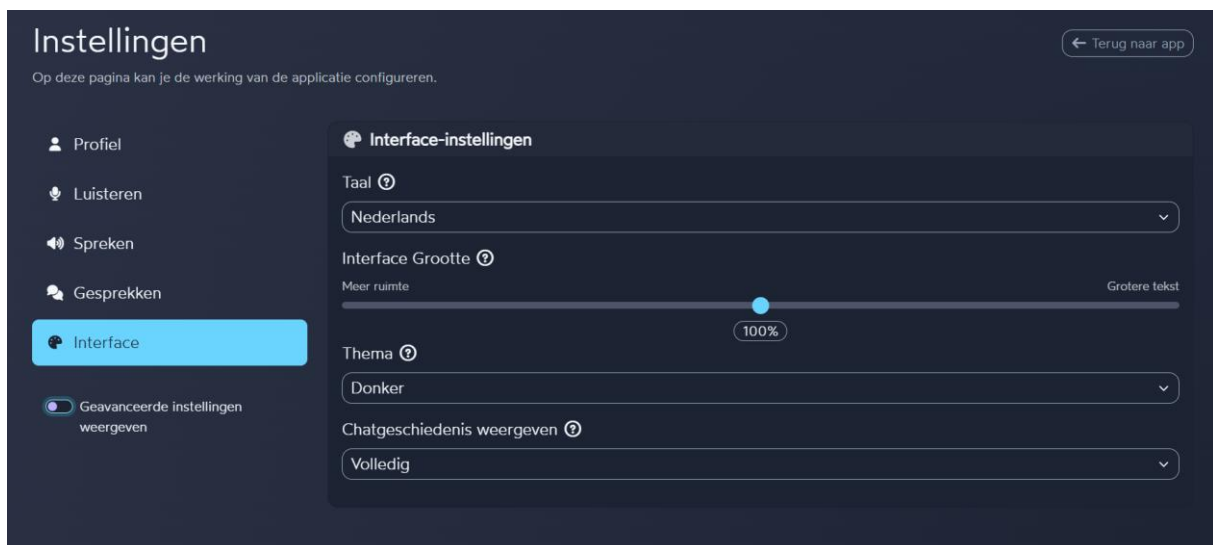 Instellingen
← Terug naar app
Op deze pagina kan je de werking van de applicatie configureren.
Profiel
Luisteren
Spreken
Gesprekken
Interface
Geavanceerde instellingen
weergeven
Interface-instellingen
Taal ?
Nederlands
Interface Grootte ?
Meer ruimte Grotere tekst
100%
Thema ?
Donker
Chatgeschiedenis weergeven ?
Volledig